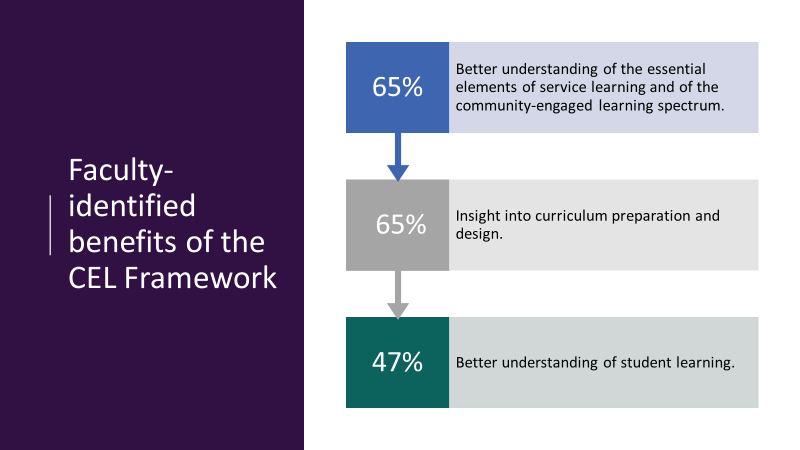 Faculty-
identified
benefits of the
CEL Framework
65%
Better understanding of the essential
elements of service learning and of the
community-engaged learning spectrum.
65%
Insight into curriculum preparation and
design.
47%
Better understanding of student learning.